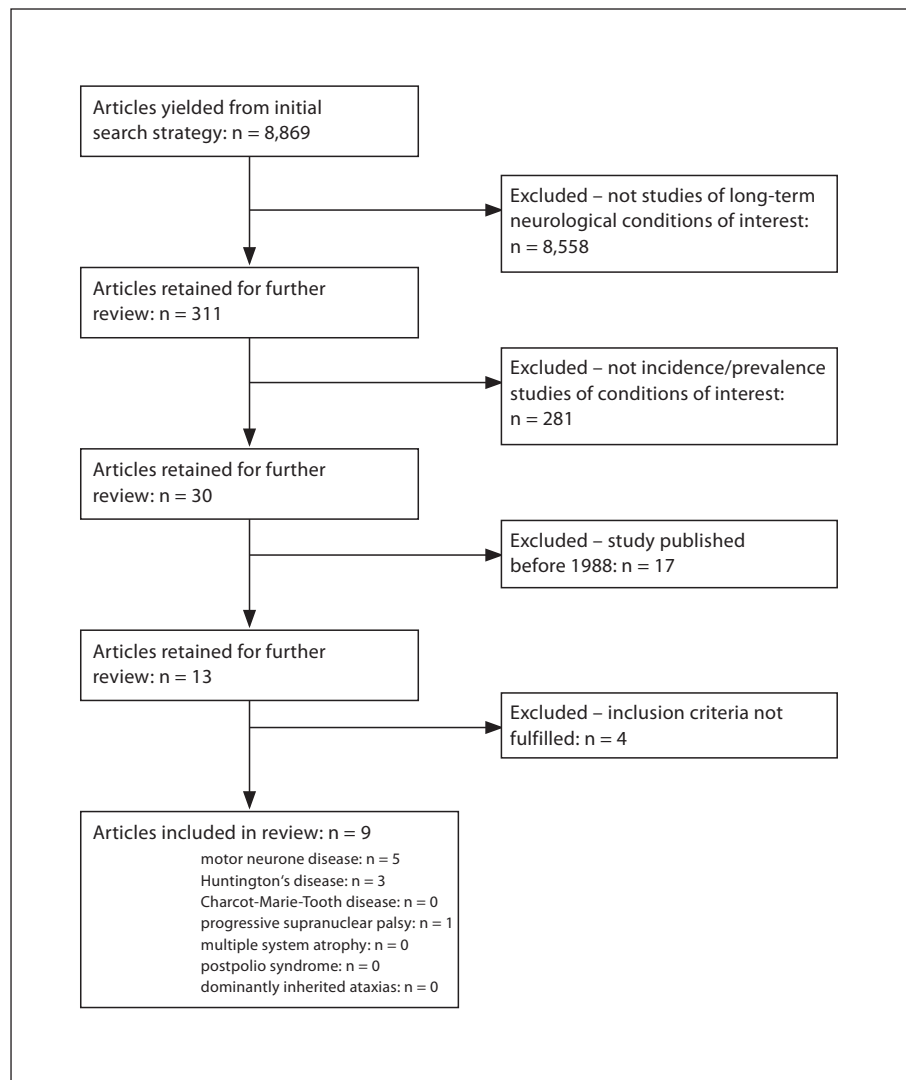 Articles yielded from initial
search strategy: n = 8,869
Excluded – not studies of long-term
neurological conditions of interest:
n = 8,558
Articles retained for further
review: n = 311
Excluded – not incidence/prevalence
studies of conditions of interest:
n = 281
Articles retained for further
review: n = 30
Excluded – study published
before 1988: n = 17
Articles retained for further
review: n = 13
Excluded – inclusion criteria not
fulfilled: n = 4
Articles included in review: n = 9
motor neurone disease: n = 5
Huntington‘s disease: n = 3
Charcot-Marie-Tooth disease: n = 0
progressive supranuclear palsy: n = 1
multiple system atrophy: n = 0
postpolio syndrome: n = 0
dominantly inherited ataxias: n = 0